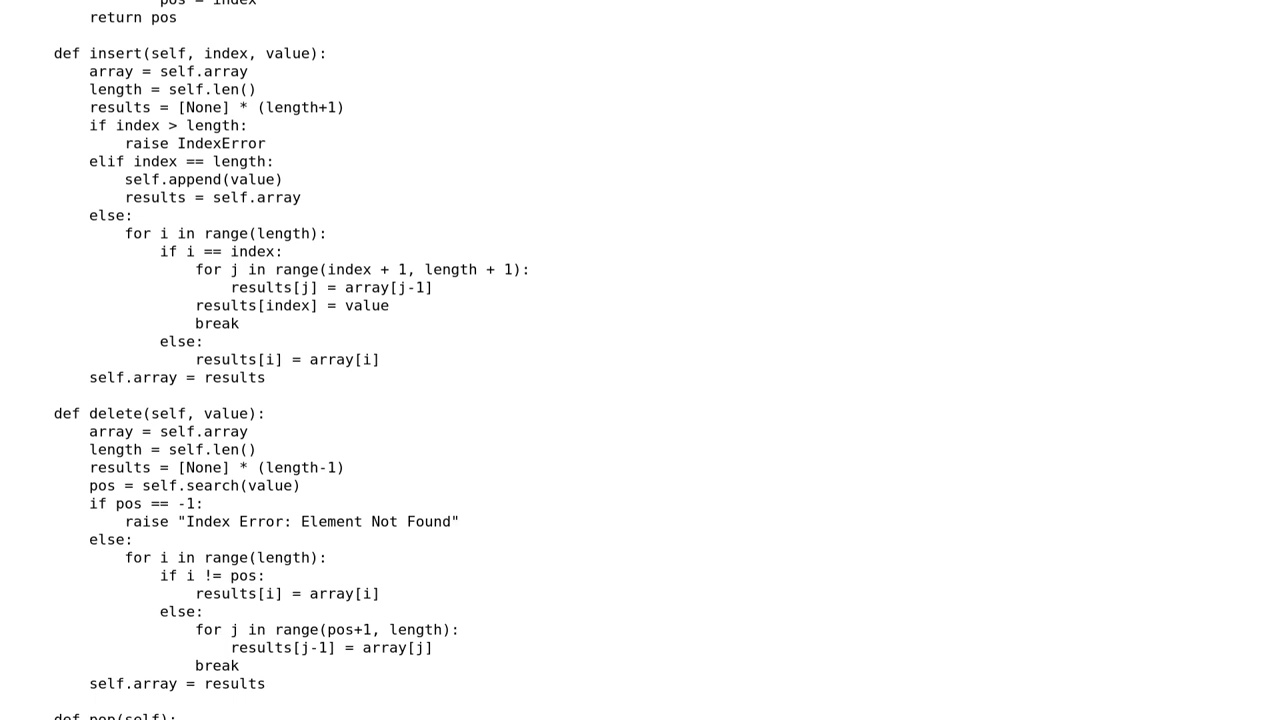 pos = index
    return pos

def insert(self, index, value):
    array = self.array
    length = self.len()
    results = [None] * (length+1)
    if index > length:
        raise IndexError
    elif index == length:
        self.append(value)
        results = self.array
    else:
        for i in range(length):
            if i == index:
                for j in range(index + 1, length + 1):
                    results[j] = array[j-1]
                results[index] = value
                break
            else:
                results[i] = array[i]
    self.array = results

def delete(self, value):
    array = self.array
    length = self.len()
    results = [None] * (length-1)
    pos = self.search(value)
    if pos == -1:
        raise "Index Error: Element Not Found"
    else:
        for i in range(length):
            if i != pos:
                results[i] = array[i]
            else:
                for j in range(pos+1, length):
                    results[j-1] = array[j]
                break
    self.array = results

def pop(self):